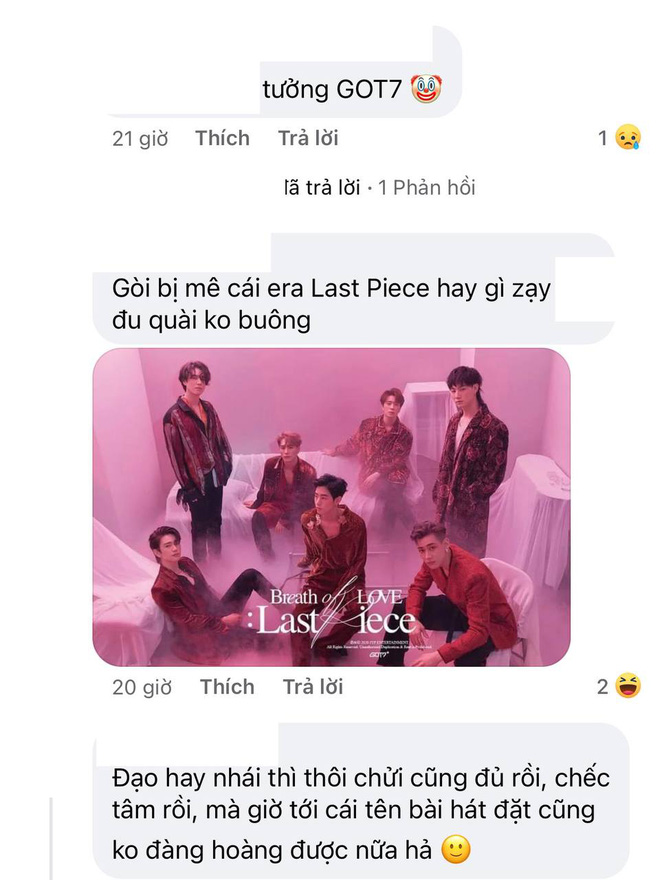 tưởng GOT7 🤡
21 giờ Thích Trả lời 1 😢
đã trả lời · 1 Phản hồi
Gòi bị mê cái era Last Piece hay gì zạy
đu quài ko buông
Breath of LOVE
: Last Piece
GOT7
20 giờ Thích Trả lời 2 😆
Đạo hay nhái thì thôi chửi cũng đủ rồi, chếc
tâm rồi, mà giờ tới cái tên bài hát đặt cũng
ko đàng hoàng được nữa hả 🙂